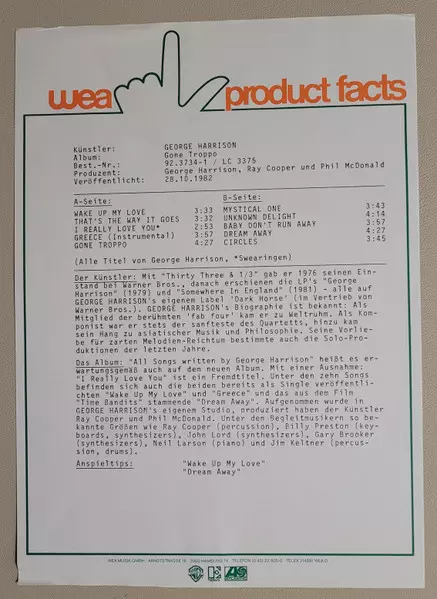 wea product facts
Künstler: GEORGE HARRISON
Album: Gone Troppo
Best.-Nr.: 92.3734-1 / LC 3375
Produzent: George Harrison, Ray Cooper und Phil McDonald
Veröffentlicht: 28.10.1982
A-Seite: B-Seite:
WAKE UP MY LOVE 3:33 MYSTICAL ONE 3:43
THAT'S THE WAY IT GOES 3:32 UNKNOWN DELIGHT 4:14
I REALLY LOVE YOU* 2:53 BABY DON'T RUN AWAY 3:57
GREECE (Instrumental) 3:57 DREAM AWAY 4:27
GONE TROPPO 4:27 CIRCLES 3:45
(Alle Titel von George Harrison, *Swearingen)
Der Künstler: Mit "Thirty Three & 1/3" gab er 1976 seinen Ein-
stand bei Warner Bros., danach erschienen die LP's "George
Harrison" (1979) und "Somewhere In England" (1981) - alle auf
GEORGE HARRISON's eigenem Label 'Dark Horse' (im Vertrieb von
Warner Bros.). GEORGE HARRISON's Biographie ist bekannt: Als
Mitglied der berühmten 'fab four' kam er zu Weltruhm. Als Kom-
ponist war er stets der sanfteste des Quartetts, hinzu kam
sein Hang zu asiatischer Musik und Philosophie. Seine Vorlie-
be für zarten Melodien-Reichtum bestimmte auch die Solo-Pro-
duktionen der letzten Jahre.
Das Album: "All Songs written by George Harrison" heißt es er-
wartungsgemäß auch auf dem neuen Album. Mit einer Ausnahme:
"I Really Love You" ist ein Fremdtitel. Unter den zehn Songs
befinden sich auch die beiden bereits als Single veröffentlich-
ten "Wake Up My Love" und "Greece" und das aus dem Film
"Time Bandits" stammende "Dream Away". Aufgenommen wurde in
GEORGE HARRISON's eigenem Studio, produziert haben der Künstler
Ray Cooper und Phil McDonald. Unter den Begleitmusikern so be-
kannte Größen wie Ray Cooper (percussion), Billy Preston (key-
boards, synthesizers), John Lord (synthesizers), Gary Brooker
(synthesizers), Neil Larson (piano) und Jim Keltner (percus-
sion, drums).
Anspieltips: "Wake Up My Love"
"Dream Away"
WEA MUSIK GMBH